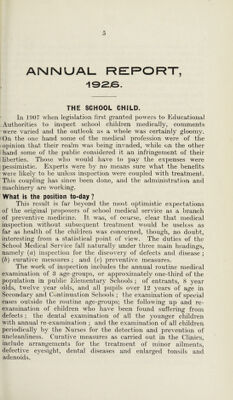 5
ANNUAL REPORT,
1926.
THE SCHOOL CHILD.
In 1907 when legislation first granted powers to Educational
Authorities to inspect school children medically, comments
were varied and the outlook as a whole was certainly gloomy.
On the one hand some of the medical profession were of the
opinion that their realm was being invaded, while on the other
hand some of the public considered it an infringement of their
liberties. Those who would have to pay the expenses were
pessimistic. Experts were by no means sure what the benefits
were likely to be unless inspection were coupled with treatment.
This coupling has since been done, and the administration and
machinery are working.
What is the position to-day?
This result is far beyond the most optimistic expectations
of the original proposers of school medical service as a branch
of preventive medicine. It was, of course, clear that medical
inspection without subsequent treatment would be useless as
far as health of the children was concerned, though, no doubt,
interesting from a statistical point of view. The duties of the
School Medical Service fall naturally under three main headings,
namely (a) inspection for the discovery of defects and disease;
(b) curative measures; and (c) preventive measures.
The work of inspection includes the annual routine medical
examination of 3 age-groups, or approximately one-third of the
population in public Elementary Schools; of entrants, 8 year
olds, twelve year olds, and all pupils over 12 years of age in
Secondary and Continuation Schools; the examination of special
cases outside the routine age-groups; the following up and re-
examination of children who have been found suffering from
defects; the dental examination of all the younger children
with annual re-examination; and the examination of all children
periodically by the Nurses for the detection and prevention of
uncleanliness. Curative measures as carried out in the Clinics,
include arrangements for the treatment of minor ailments,
defective eyesight, dental diseases and enlarged tonsils and
adenoids.